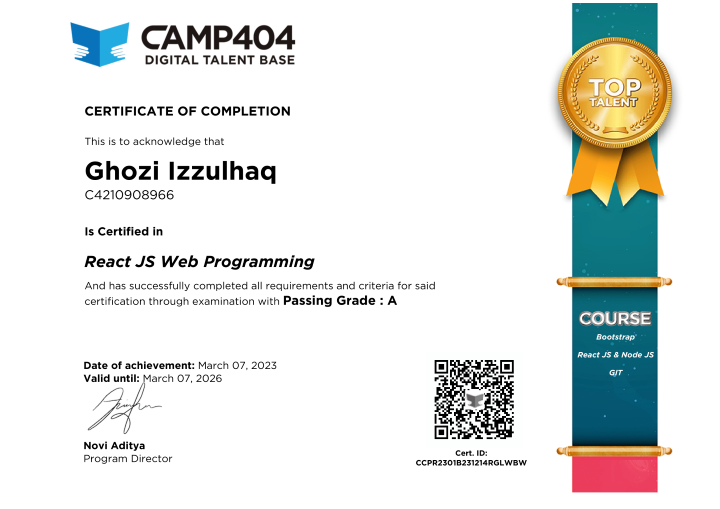 CAMP404
DIGITAL TALENT BASE
CERTIFICATE OF COMPLETION
This is to acknowledge that
Ghozi Izzulhaq
C4210908966
Is Certified in
React JS Web Programming
And has successfully completed all requirements and criteria for said
certification through examination with Passing Grade : A
Date of achievement: March 07, 2023
Valid until: March 07, 2026
Novi Aditya
Program Director
Cert. ID:
CCPR2301B231214RGLWBW
TOP
TALENT
COURSE
Bootstrap
React JS & Node JS
GIT